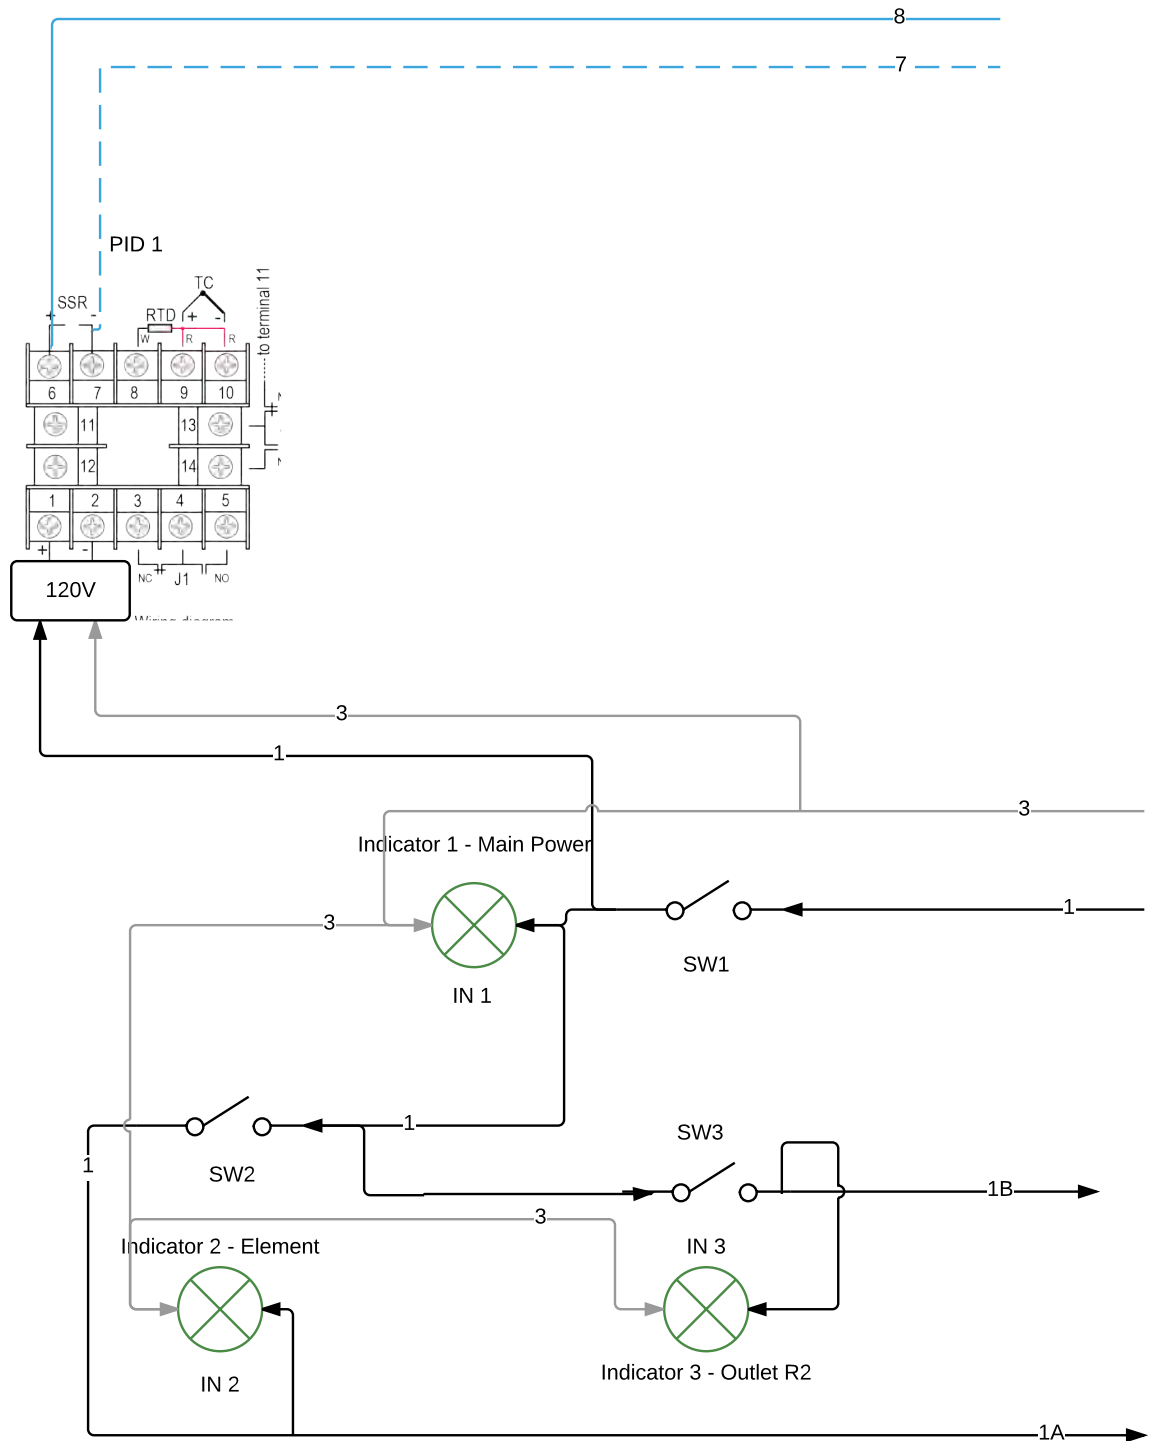 8
7
PID 1
TC
SSR
+ -
RTD
+ -
W R R
to terminal 11
6 7 8 9 10
11 13
12 14
1 2 3 4 5
+ -
NC J1 NO
120V
Wiring diagram
3
1
3
Indicator 1 - Main Power
1
3
SW1
IN 1
1
SW3
1
SW2
1B
3
Indicator 2 - Element
IN 3
Indicator 3 - Outlet R2
IN 2
1A